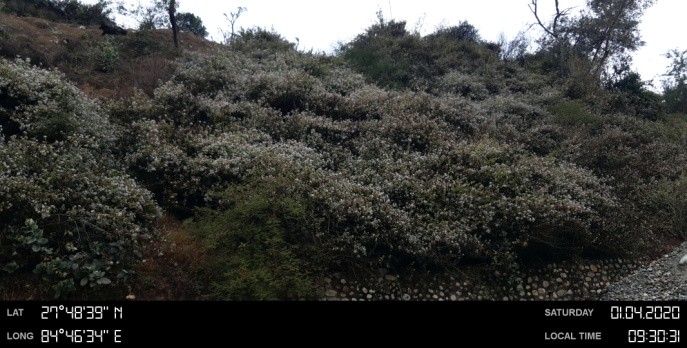 LAT 27°48'39" N
LONG 84°46'34" E
SATURDAY 01.04.2020
LOCAL TIME 09:30:31